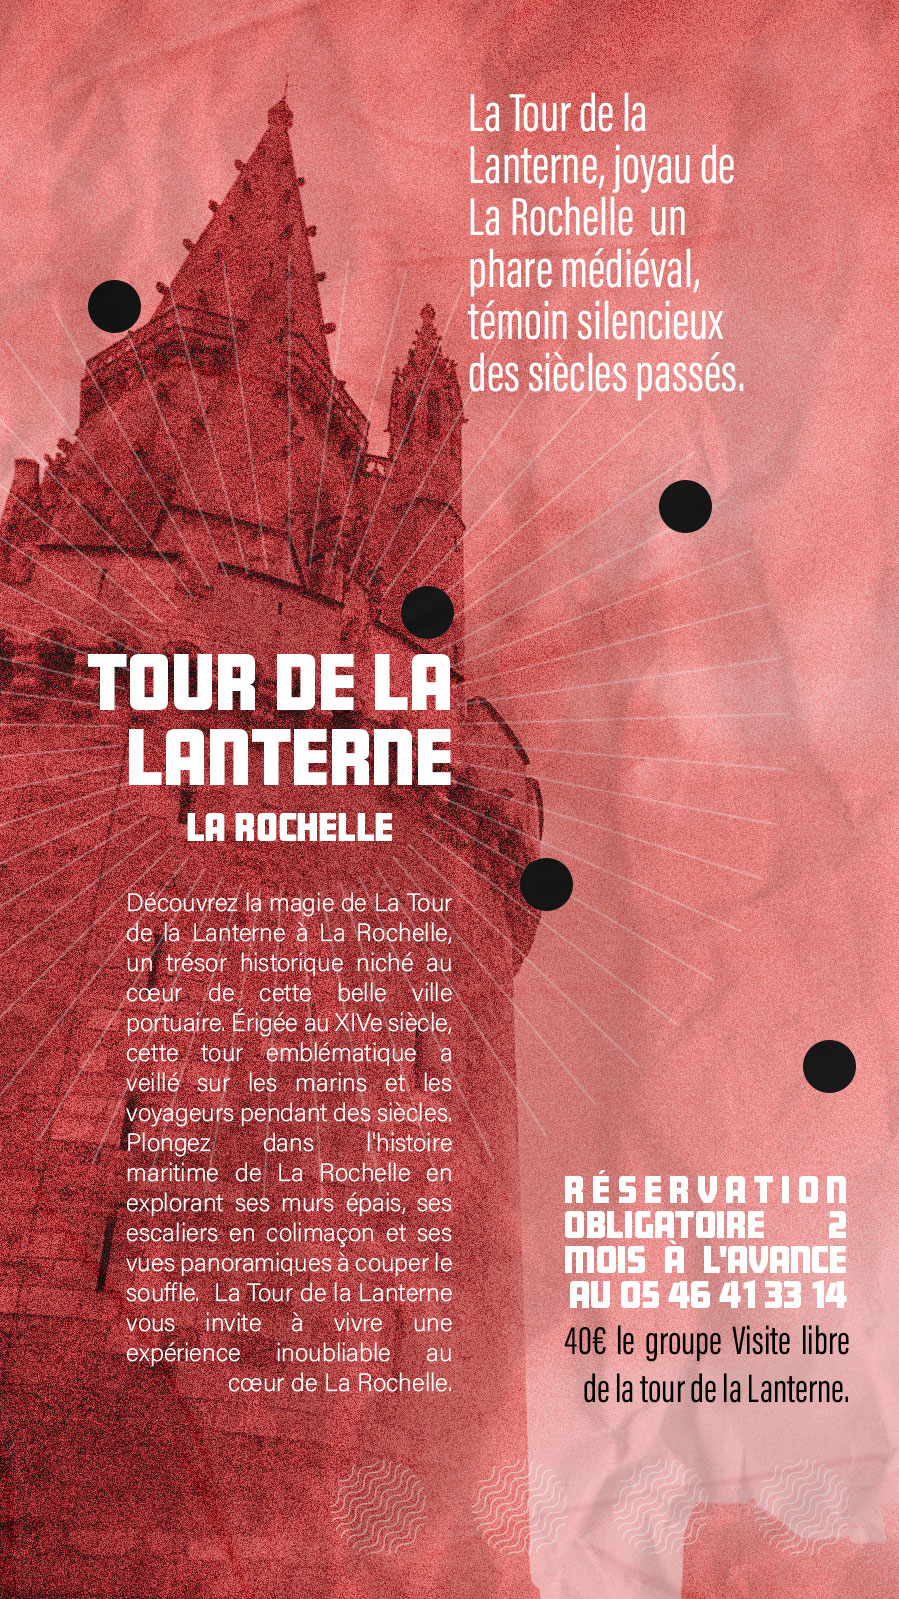 La Tour de la
Lanterne, joyau de
La Rochelle  un
phare médiéval,
témoin silencieux
des siècles passés.
TOUR DE LA
LANTERNE
LA ROCHELLE
Découvrez la magie de La Tour
de la Lanterne à La Rochelle,
un trésor historique niché au
cœur de cette belle ville
portuaire. Érigée au XIVe siècle,
cette tour emblématique a
veillé sur les marins et les
voyageurs pendant des siècles.
Plongez dans l'histoire
maritime de La Rochelle en
explorant ses murs épais, ses
escaliers en colimaçon et ses
vues panoramiques à couper le
souffle.  La Tour de la Lanterne
vous invite à vivre une
expérience inoubliable au
cœur de La Rochelle.
RÉSERVATION
OBLIGATOIRE 2
MOIS À L'AVANCE
AU 05 46 41 33 14
40€ le groupe Visite libre
de la tour de la Lanterne.